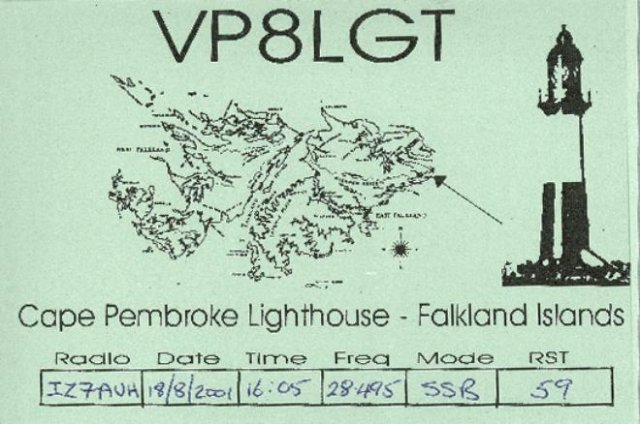 VP8LGT
WEST FALKLAND
EAST FALKLAND
Cape Pembroke Lighthouse - Falkland Islands
Radio Date Time Freq Mode RST
IZ7AUH 18/8/2001 16:05 28.495 SSB 59